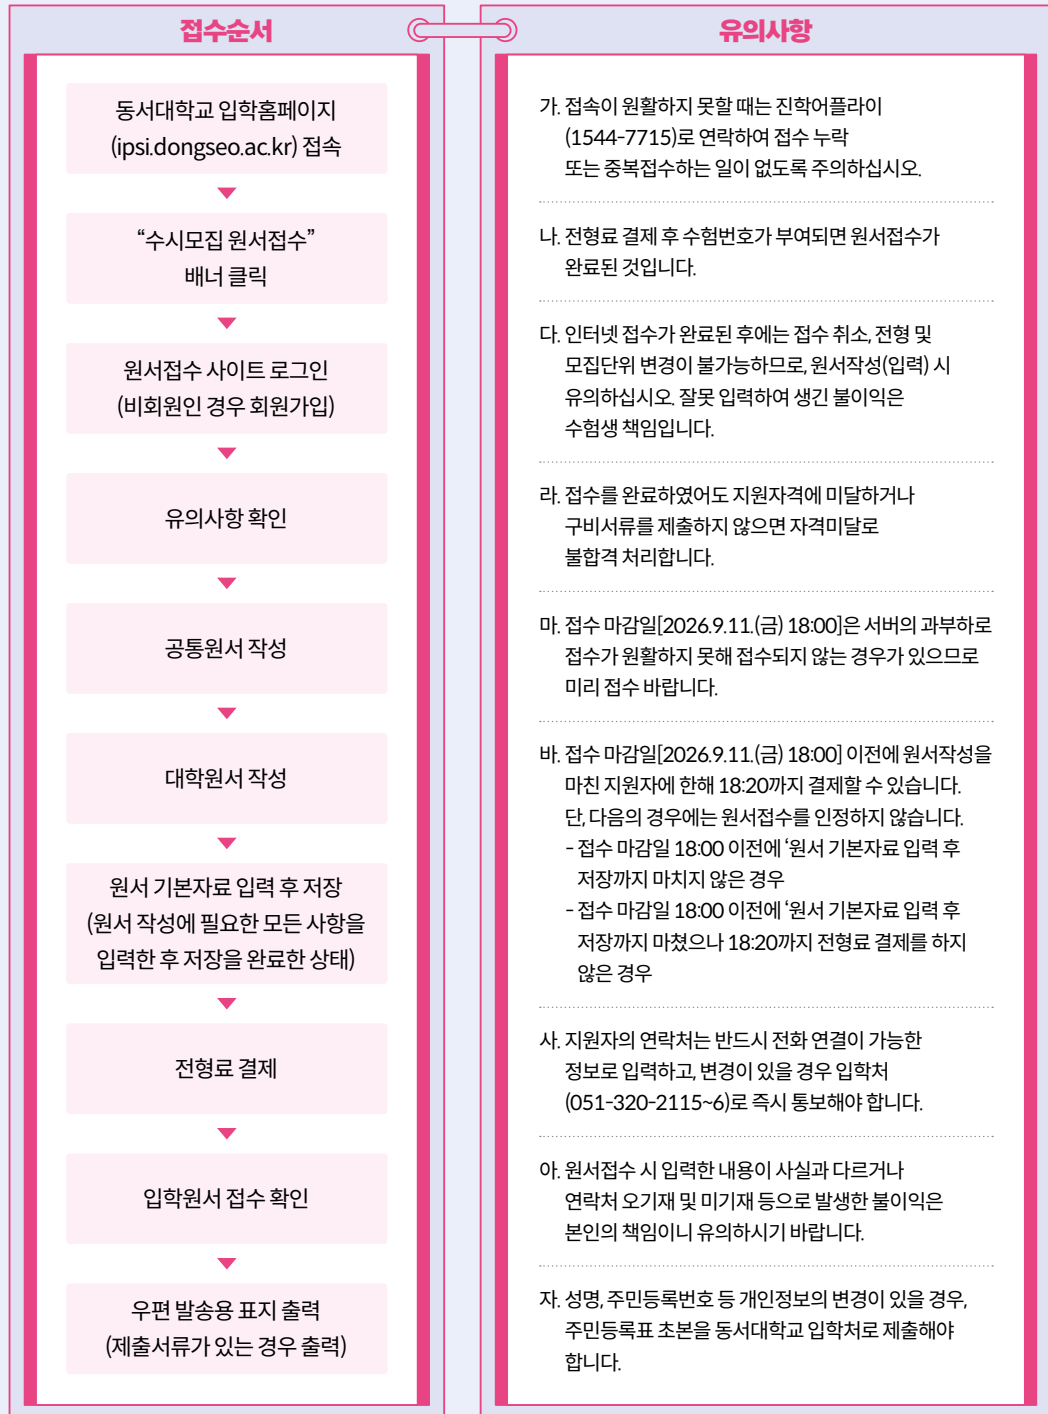 접수순서
동서대학교 입학홈페이지
(ipsi.dongseo.ac.kr) 접속
“수시모집 원서접수”
배너 클릭
원서접수 사이트 로그인
(비회원인 경우 회원가입)
유의사항 확인
공통원서 작성
대학원서 작성
원서 기본자료 입력 후 저장
(원서 작성에 필요한 모든 사항을
입력한 후 저장을 완료한 상태)
전형료 결제
입학원서 접수 확인
우편 발송용 표지 출력
(제출서류가 있는 경우 출력)
유의사항
가. 접속이 원활하지 못할 때는 진학어플라이
(1544-7715)로 연락하여 접수 누락
또는 중복접수하는 일이 없도록 주의하십시오.
나. 전형료 결제 후 수험번호가 부여되면 원서접수가
완료된 것입니다.
다. 인터넷 접수가 완료된 후에는 접수 취소, 전형 및
모집단위 변경이 불가능하므로, 원서작성(입력) 시
유의하십시오. 잘못 입력하여 생긴 불이익은
수험생 책임입니다.
라. 접수를 완료하였어도 지원자격에 미달하거나
구비서류를 제출하지 않으면 자격미달로
불합격 처리합니다.
마. 접수 마감일[2026.9.11.(금) 18:00]은 서버의 과부하로
접수가 원활하지 못해 접수되지 않는 경우가 있으므로
미리 접수 바랍니다.
바. 접수 마감일[2026.9.11.(금) 18:00] 이전에 원서작성을
마친 지원자에 한해 18:20까지 결제할 수 있습니다.
단, 다음의 경우에는 원서접수를 인정하지 않습니다.
- 접수 마감일 18:00 이전에 ‘원서 기본자료 입력 후
저장까지 마치지 않은 경우
- 접수 마감일 18:00 이전에 ‘원서 기본자료 입력 후
저장까지 마쳤으나 18:20까지 전형료 결제를 하지
않은 경우
사. 지원자의 연락처는 반드시 전화 연결이 가능한
정보로 입력하고, 변경이 있을 경우 입학처
(051-320-2115~6)로 즉시 통보해야 합니다.
아. 원서접수 시 입력한 내용이 사실과 다르거나
연락처 오기재 및 미기재 등으로 발생한 불이익은
본인의 책임이니 유의하시기 바랍니다.
자. 성명, 주민등록번호 등 개인정보의 변경이 있을 경우,
주민등록표 초본을 동서대학교 입학처로 제출해야
합니다.